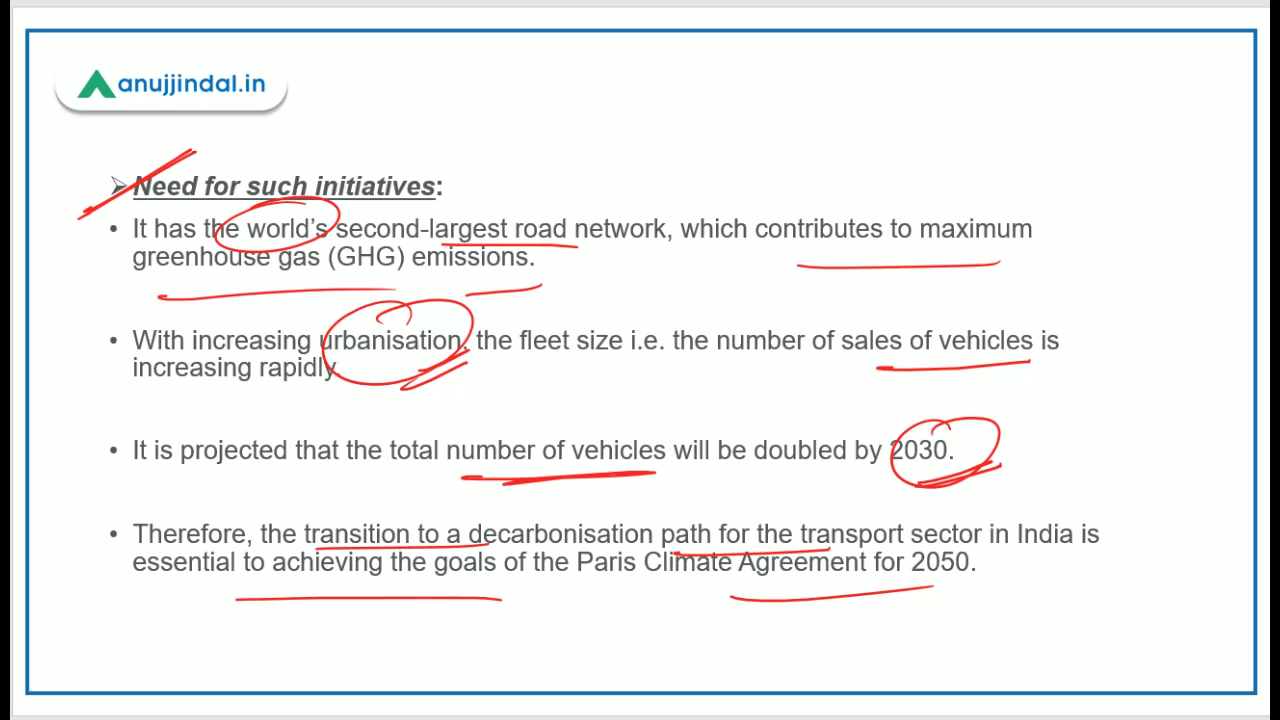 anujjindal.in
➢ Need for such initiatives:
• It has the world's second-largest road network, which contributes to maximum
greenhouse gas (GHG) emissions.
• With increasing urbanisation, the fleet size i.e. the number of sales of vehicles is
increasing rapidly.
• It is projected that the total number of vehicles will be doubled by 2030.
• Therefore, the transition to a decarbonisation path for the transport sector in India is
essential to achieving the goals of the Paris Climate Agreement for 2050.